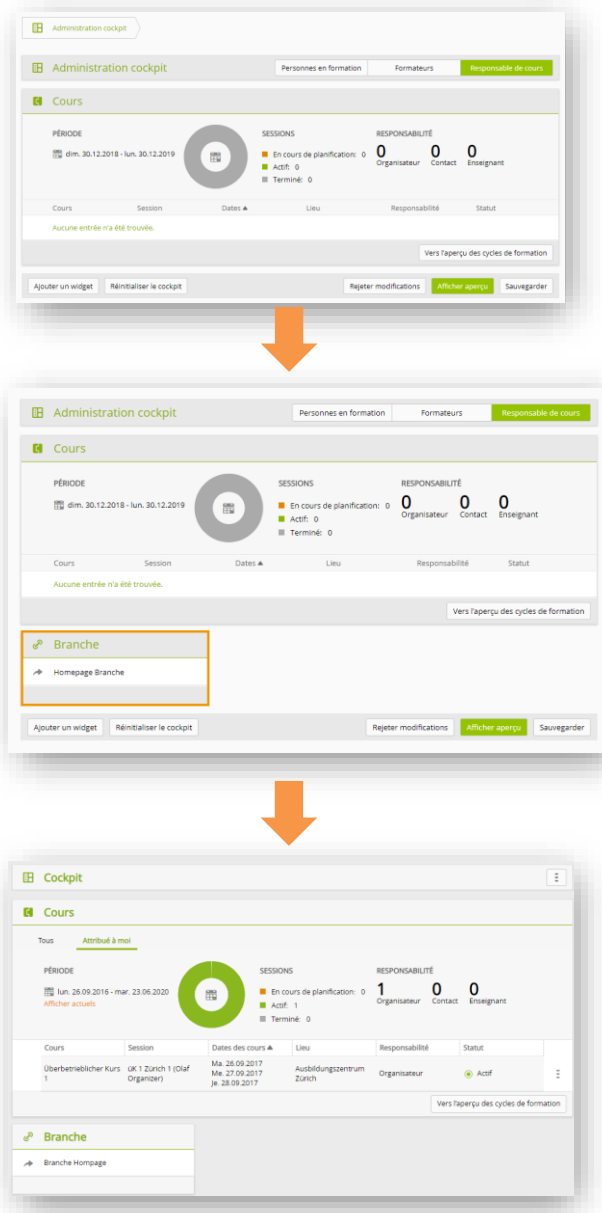 Administration cockpit
Administration cockpit Personnes en formation Formateurs Responsable de cours
Cours
PÉRIODE SESSIONS RESPONSABILITÉ
dim. 30.12.2018 - lun. 30.12.2019 En cours de planification: 0 0 0 0
Actif: 0 Organisateur Contact Enseignant
Terminé: 0
Cours Session Dates ▲ Lieu Responsabilité Statut
Aucune entrée n'a été trouvée.
Vers l'aperçu des cycles de formation
Ajouter un widget Réinitialiser le cockpit Rejeter modifications Afficher aperçu Sauvegarder
Administration cockpit Personnes en formation Formateurs Responsable de cours
Cours
PÉRIODE SESSIONS RESPONSABILITÉ
dim. 30.12.2018 - lun. 30.12.2019 En cours de planification: 0 0 0 0
Actif: 0 Organisateur Contact Enseignant
Terminé: 0
Cours Session Dates ▲ Lieu Responsabilité Statut
Aucune entrée n'a été trouvée.
Vers l'aperçu des cycles de formation
Branche
Homepage Branche
Ajouter un widget Réinitialiser le cockpit Rejeter modifications Afficher aperçu Sauvegarder
Cockpit
Cours
Tous Attribué à moi
PÉRIODE SESSIONS RESPONSABILITÉ
lun. 26.09.2016 - mar. 23.06.2020 En cours de planification: 0 1 0 0
Afficher actuels Actif: 1 Organisateur Contact Enseignant
Terminé: 0
Cours Session Dates des cours ▲ Lieu Responsabilité Statut
Überbetrieblicher Kurs üK 1 Zürich 1 (Olaf Ma. 26.09.2017 Ausbildungszentrum Organisateur Actif
1 Organizer) Me. 27.09.2017 Zürich
Je. 28.09.2017
Vers l'aperçu des cycles de formation
Branche
Branche Hompage